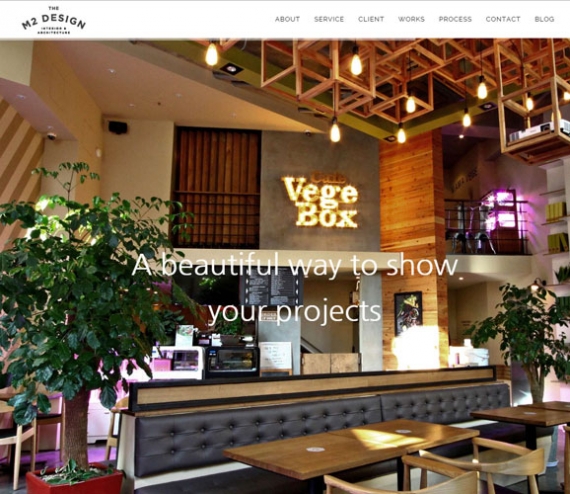 THE
M2 DESIGN
INTERIOR &
ARCHITECTURE
ABOUT SERVICE CLIENT WORKS PROCESS CONTACT BLOG
Cafe
Vege
Box
A beautiful way to show
your projects